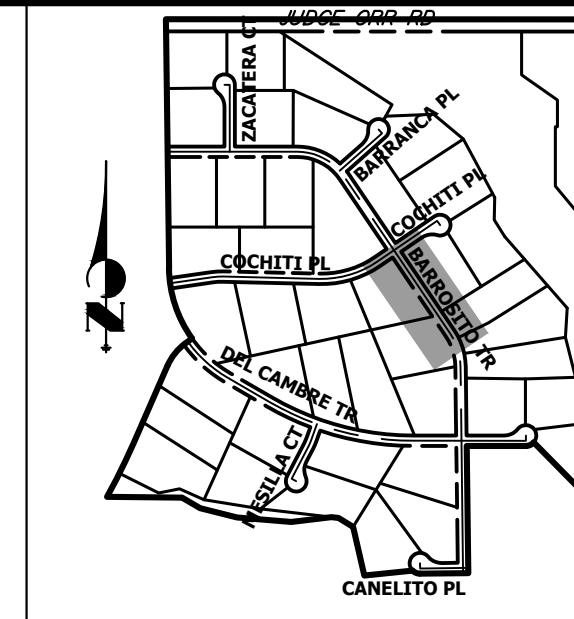 JUDGE ORR RD
ZACATERA CT
BARRANCA PL
COCHITI PL
COCHITI PL
BARROSITO TR
N
DEL CAMBRE TR
MESILLA CT
CANELITO PL